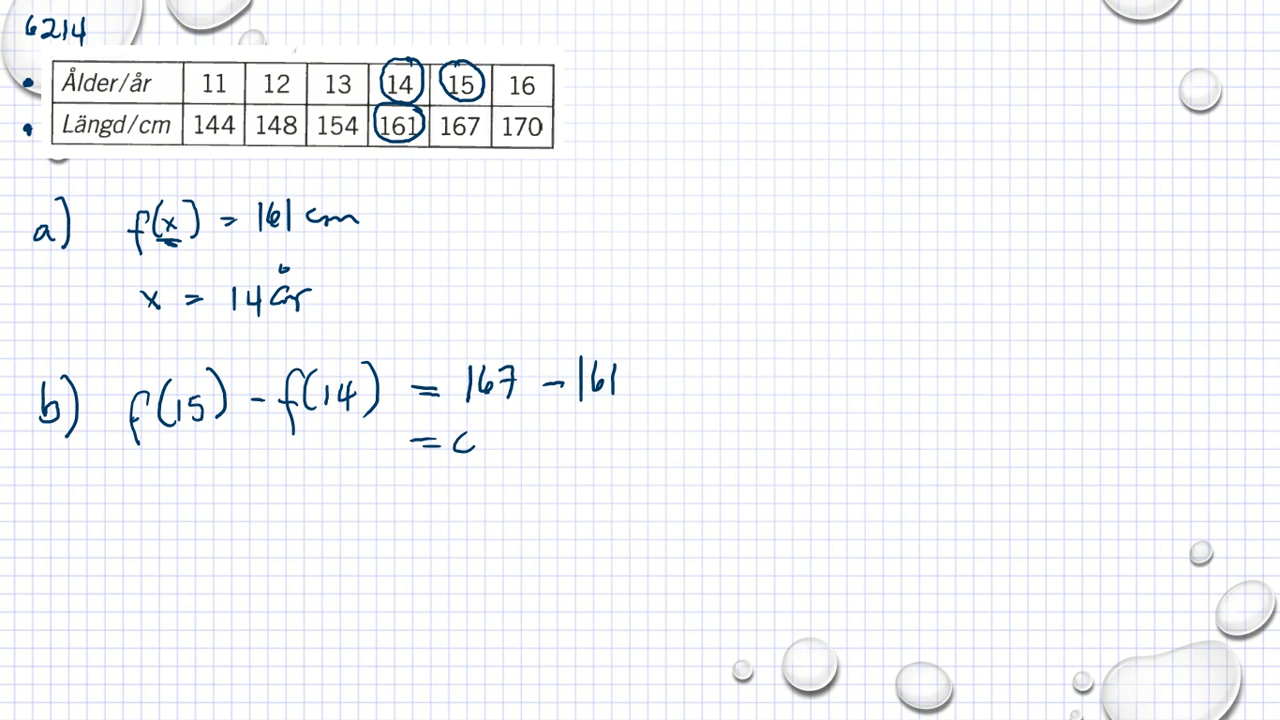 6214
Ålder/år 11 12 13 14 15 16
Längd/cm 144 148 154 161 167 170
a) f(x) = 161 cm
x = 14 år
b) f(15) - f(14) = 167 - 161
=